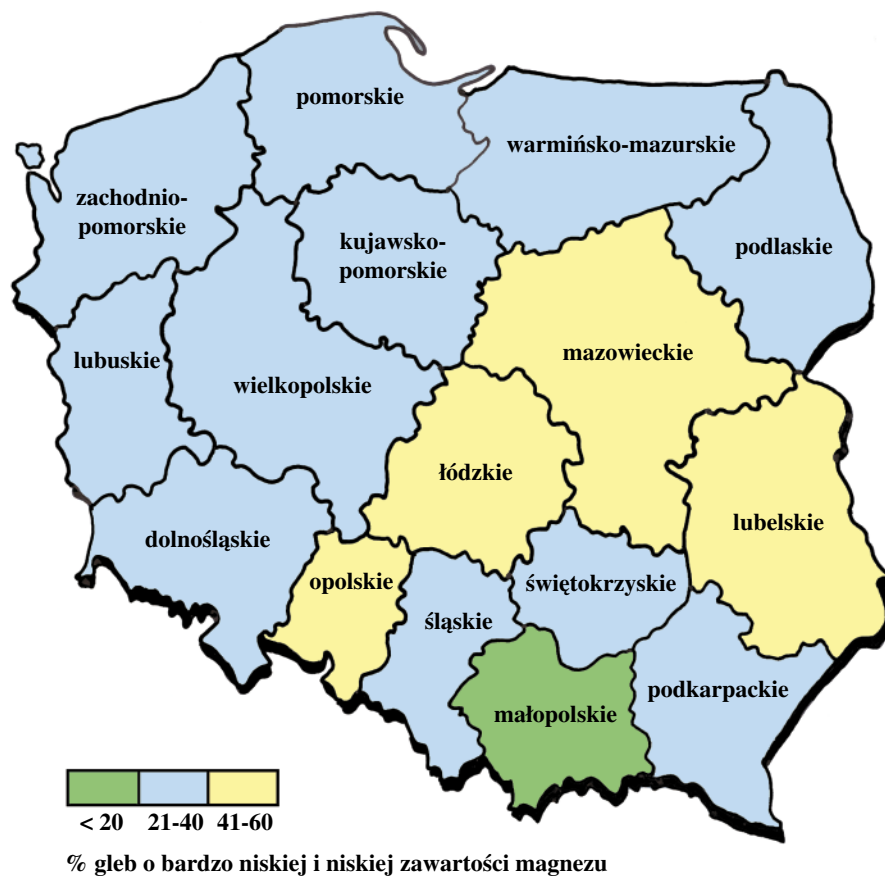 pomorskie
warmińsko-mazurskie
zachodnio-
pomorskie
kujawsko-
pomorskie
podlaskie
lubuskie
wielkopolskie
mazowieckie
łódzkie
lubelskie
dolnośląskie
opolskie
świętokrzyskie
śląskie
podkarpackie
małopolskie
< 20 21-40 41-60
% gleb o bardzo niskiej i niskiej zawartości magnezu